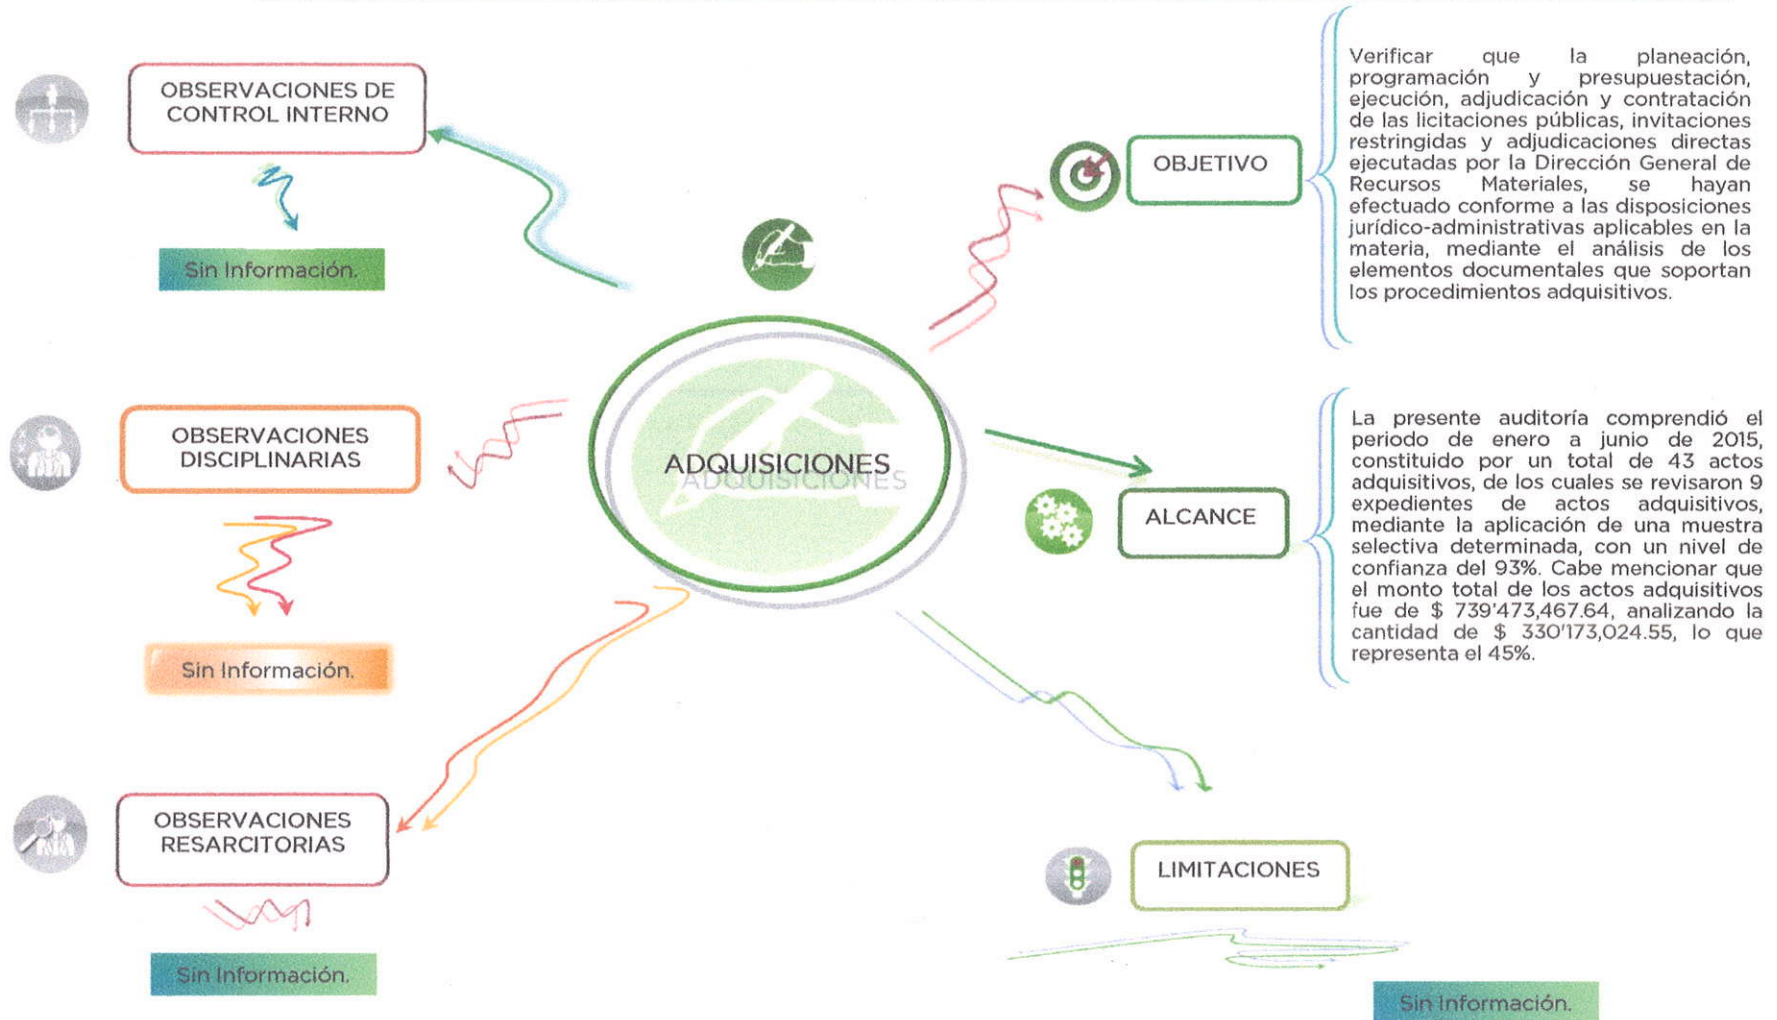 OBSERVACIONES DE
CONTROL INTERNO
Sin Información.
OBSERVACIONES
DISCIPLINARIAS
Sin Información.
OBSERVACIONES
RESARCITORIAS
Sin Información.
ADQUISICIONES
ADQUISICIONES
OBJETIVO
Verificar que la planeación,
programación y presupuestación,
ejecución, adjudicación y contratación
de las licitaciones públicas, invitaciones
restringidas y adjudicaciones directas
ejecutadas por la Dirección General de
Recursos Materiales, se hayan
efectuado conforme a las disposiciones
jurídico-administrativas aplicables en la
materia, mediante el análisis de los
elementos documentales que soportan
los procedimientos adquisitivos.
ALCANCE
La presente auditoría comprendió el
periodo de enero a junio de 2015,
constituido por un total de 43 actos
adquisitivos, de los cuales se revisaron 9
expedientes de actos adquisitivos,
mediante la aplicación de una muestra
selectiva determinada, con un nivel de
confianza del 93%. Cabe mencionar que
el monto total de los actos adquisitivos
fue de $ 739'473,467.64, analizando la
cantidad de $ 330'173,024.55, lo que
representa el 45%.
LIMITACIONES
Sin Información.